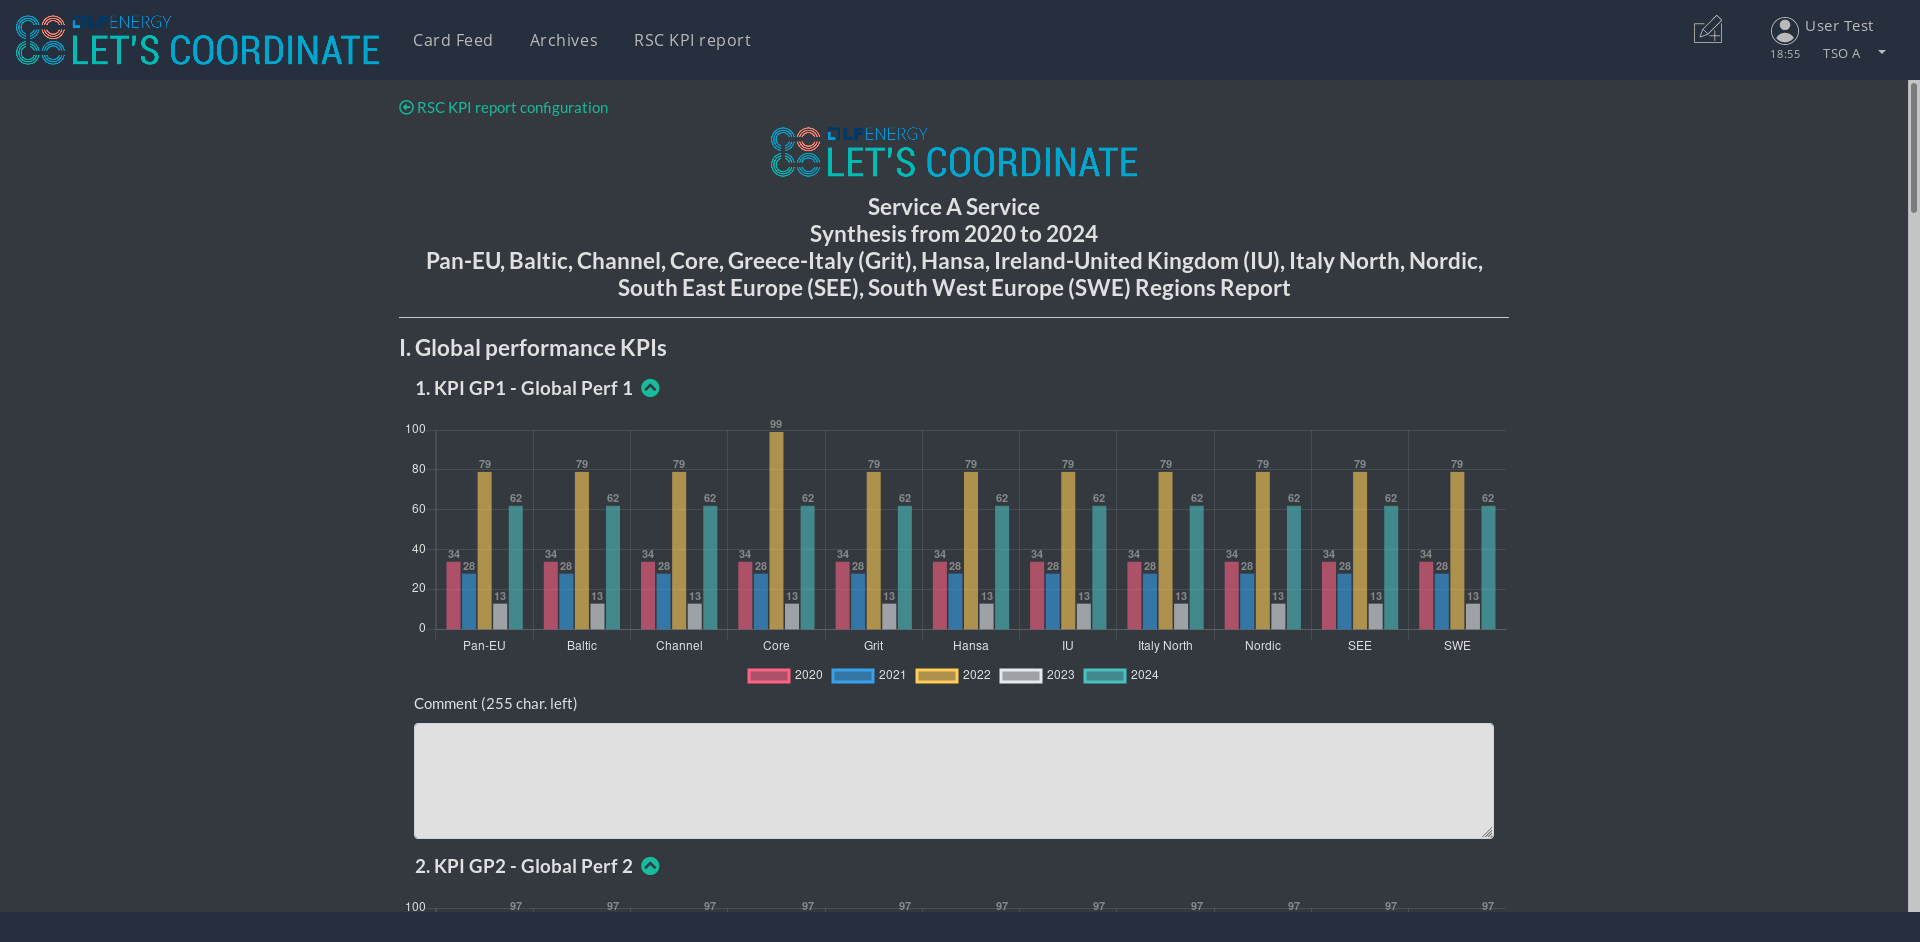 LF ENERGY
LET'S COORDINATE
Card Feed
Archives
RSC KPI report
User Test
18:55
TSO A
RSC KPI report configuration
LF ENERGY
LET'S COORDINATE
Service A Service
Synthesis from 2020 to 2024
Pan-EU, Baltic, Channel, Core, Greece-Italy (Grit), Hansa, Ireland-United Kingdom (IU), Italy North, Nordic,
South East Europe (SEE), South West Europe (SWE) Regions Report
I. Global performance KPIs
1. KPI GP1 - Global Perf 1
99
100
79 79 79 79 79 79 79 79 79 79
80
62 62 62 62 62 62 62 62 62 62 62
60
34 34 34 34 34 34 34 34 34 34 34
40
28 28 28 28 28 28 28 28 28 28 28
13 13 13 13 13 13 13 13 13 13 13
20
0
Pan-EU Baltic Channel Core Grit Hansa IU Italy North Nordic SEE SWE
2020 2021 2022 2023 2024
Comment (255 char. left)
2. KPI GP2 - Global Perf 2
100 97 97 97 97 97 97 97 97 97 97 97